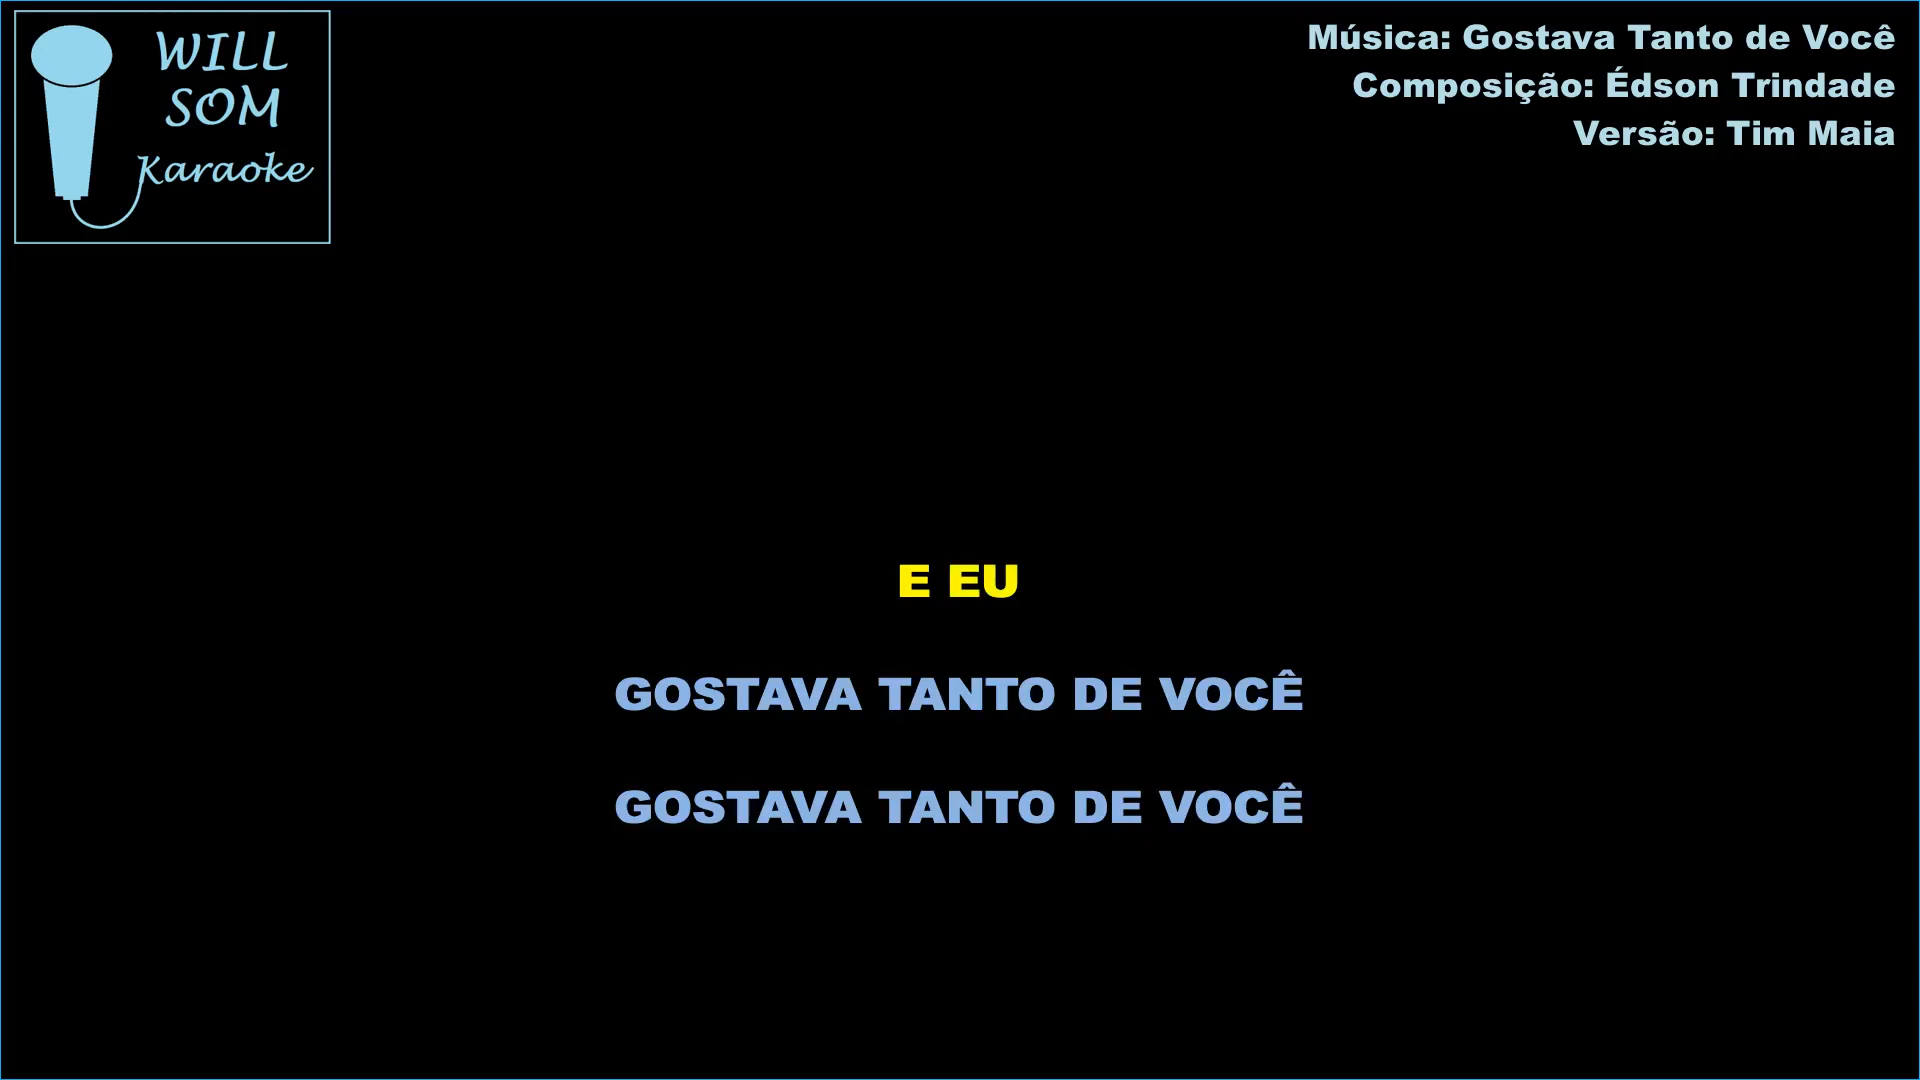 WILL
SOM
Karaoke
Música: Gostava Tanto de Você
Composição: Édson Trindade
Versão: Tim Maia
E EU
GOSTAVA TANTO DE VOCÊ
GOSTAVA TANTO DE VOCÊ